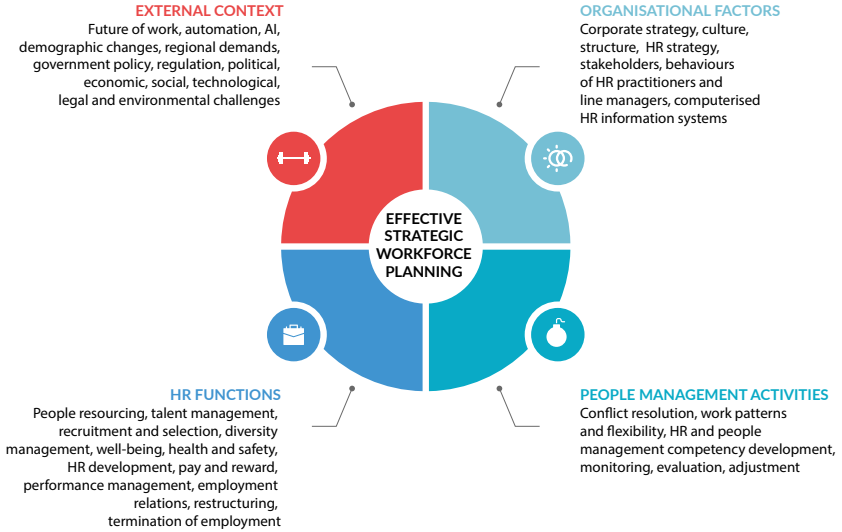 EXTERNAL CONTEXT
Future of work, automation, AI,
demographic changes, regional demands,
government policy, regulation, political,
economic, social, technological,
legal and environmental challenges
ORGANISATIONAL FACTORS
Corporate strategy, culture,
structure, HR strategy,
stakeholders, behaviours
of HR practitioners and
line managers, computerised
HR information systems
EFFECTIVE
STRATEGIC
WORKFORCE
PLANNING
HR FUNCTIONS
People resourcing, talent management,
recruitment and selection, diversity
management, well-being, health and safety,
HR development, pay and reward,
performance management, employment
relations, restructuring,
termination of employment
PEOPLE MANAGEMENT ACTIVITIES
Conflict resolution, work patterns
and flexibility, HR and people
management competency development,
monitoring, evaluation, adjustment